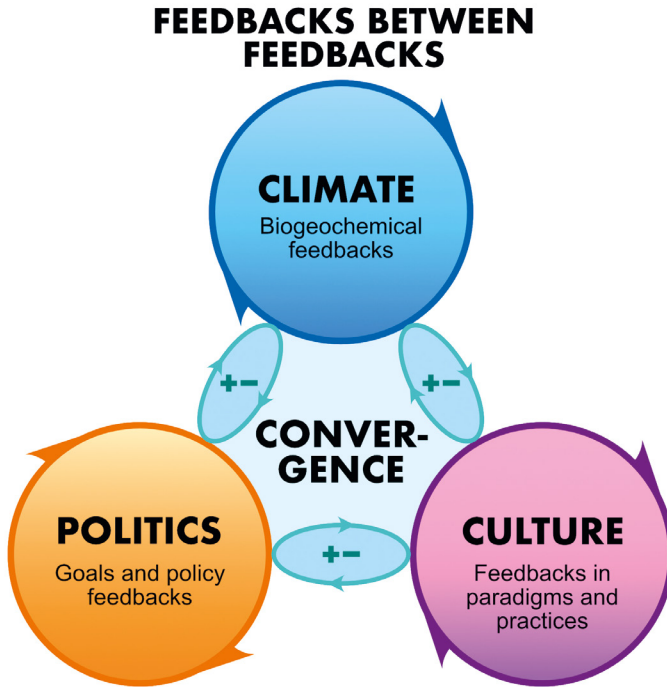 FEEDBACKS BETWEEN
FEEDBACKS
CLIMATE
Biogeochemical
feedbacks
+-
+-
CONVER-
GENCE
POLITICS
Goals and policy
feedbacks
+-
CULTURE
Feedbacks in
paradigms and
practices